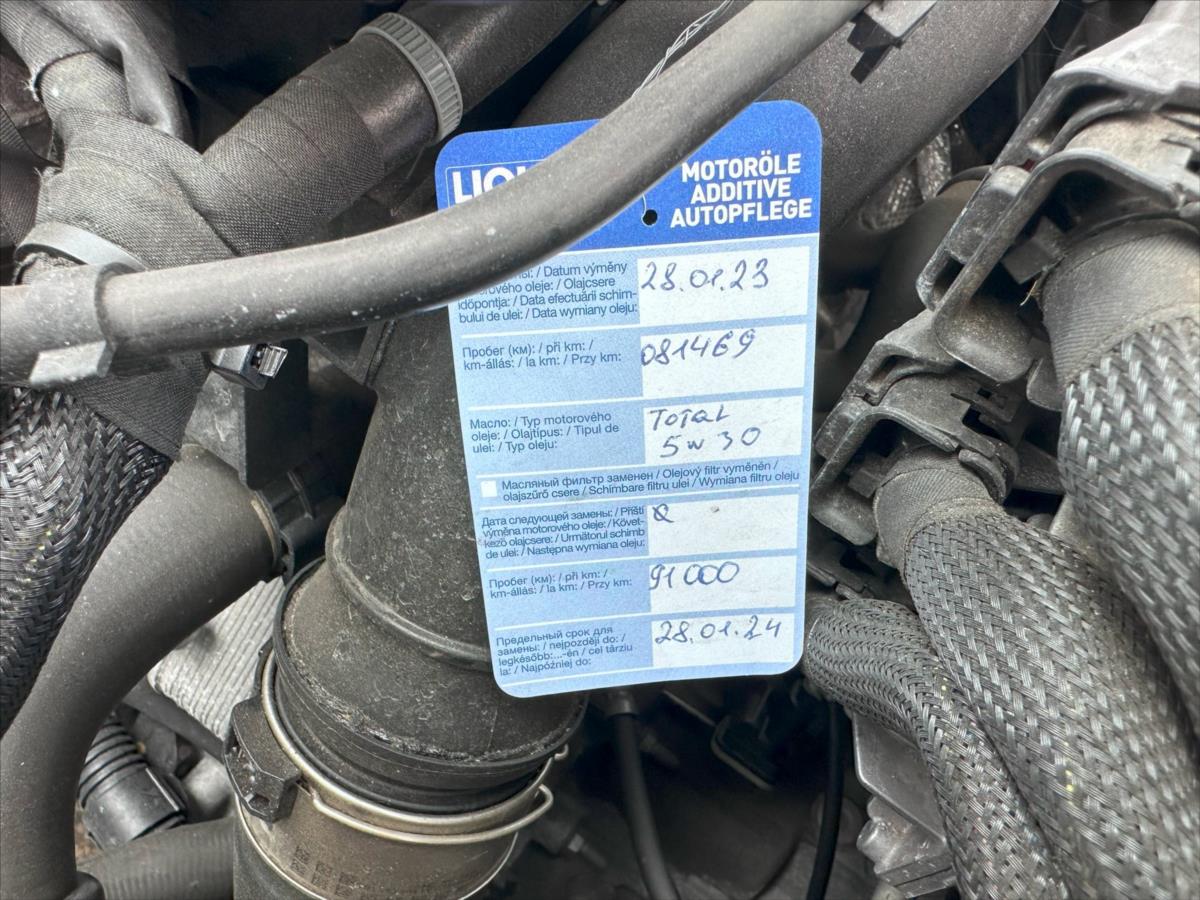 MOTORÖLE
ADDITIVE
AUTOPFLEGE
/ Datum výměny
oleje: / Olajcsere
időpontja: / Data efectuării schim-
bului de ulei: / Data wymiany oleju:
28.01.23
Пробег (км): / při km: /
km-állás: / la km: / Przy km:
081469
Масло: / Typ motorového
oleje: / Olajtípus: / Tipul de
ulei: / Typ oleju:
TOTAL
5W30
Масляный фильтр заменен / Olejový filtr vyměněn /
olajszűrő csere / Schimbare filtru ulei / Wymiana filtru oleju
Дата следующей замены: / Příští
výměna motorového oleje: / Követ-
kező olajcsere: / Următorul schimb
de ulei: / Następna wymiana oleju:
Пробег (км): / při km: /
km-állás: / la km: / Przy km:
91000
Предельный срок для
замены: / nejpozději do: /
legkésőbb:...-én / cel târziu
la: / Najpóźniej do:
28.01.24